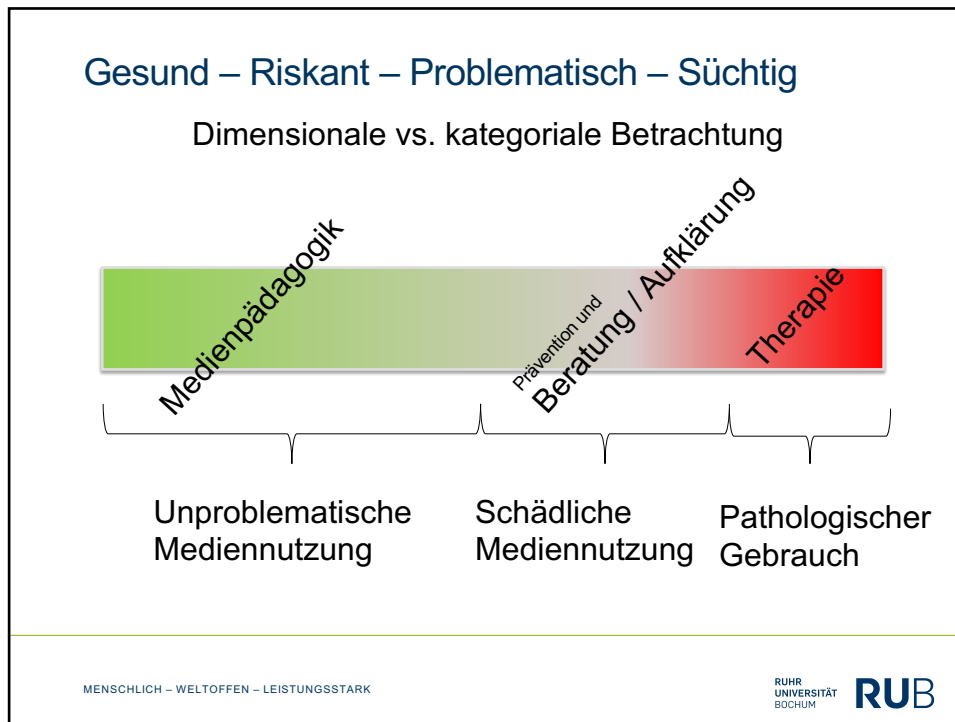 Gesund – Riskant – Problematisch – Süchtig
Dimensionale vs. kategoriale Betrachtung
Medienpädagogik
Prävention und
Beratung / Aufklärung
Therapie
Unproblematische
Mediennutzung
Schädliche
Mediennutzung
Pathologischer
Gebrauch
MENSCHLICH – WELTOFFEN – LEISTUNGSSTARK
RUHR
UNIVERSITÄT
BOCHUM
RUB